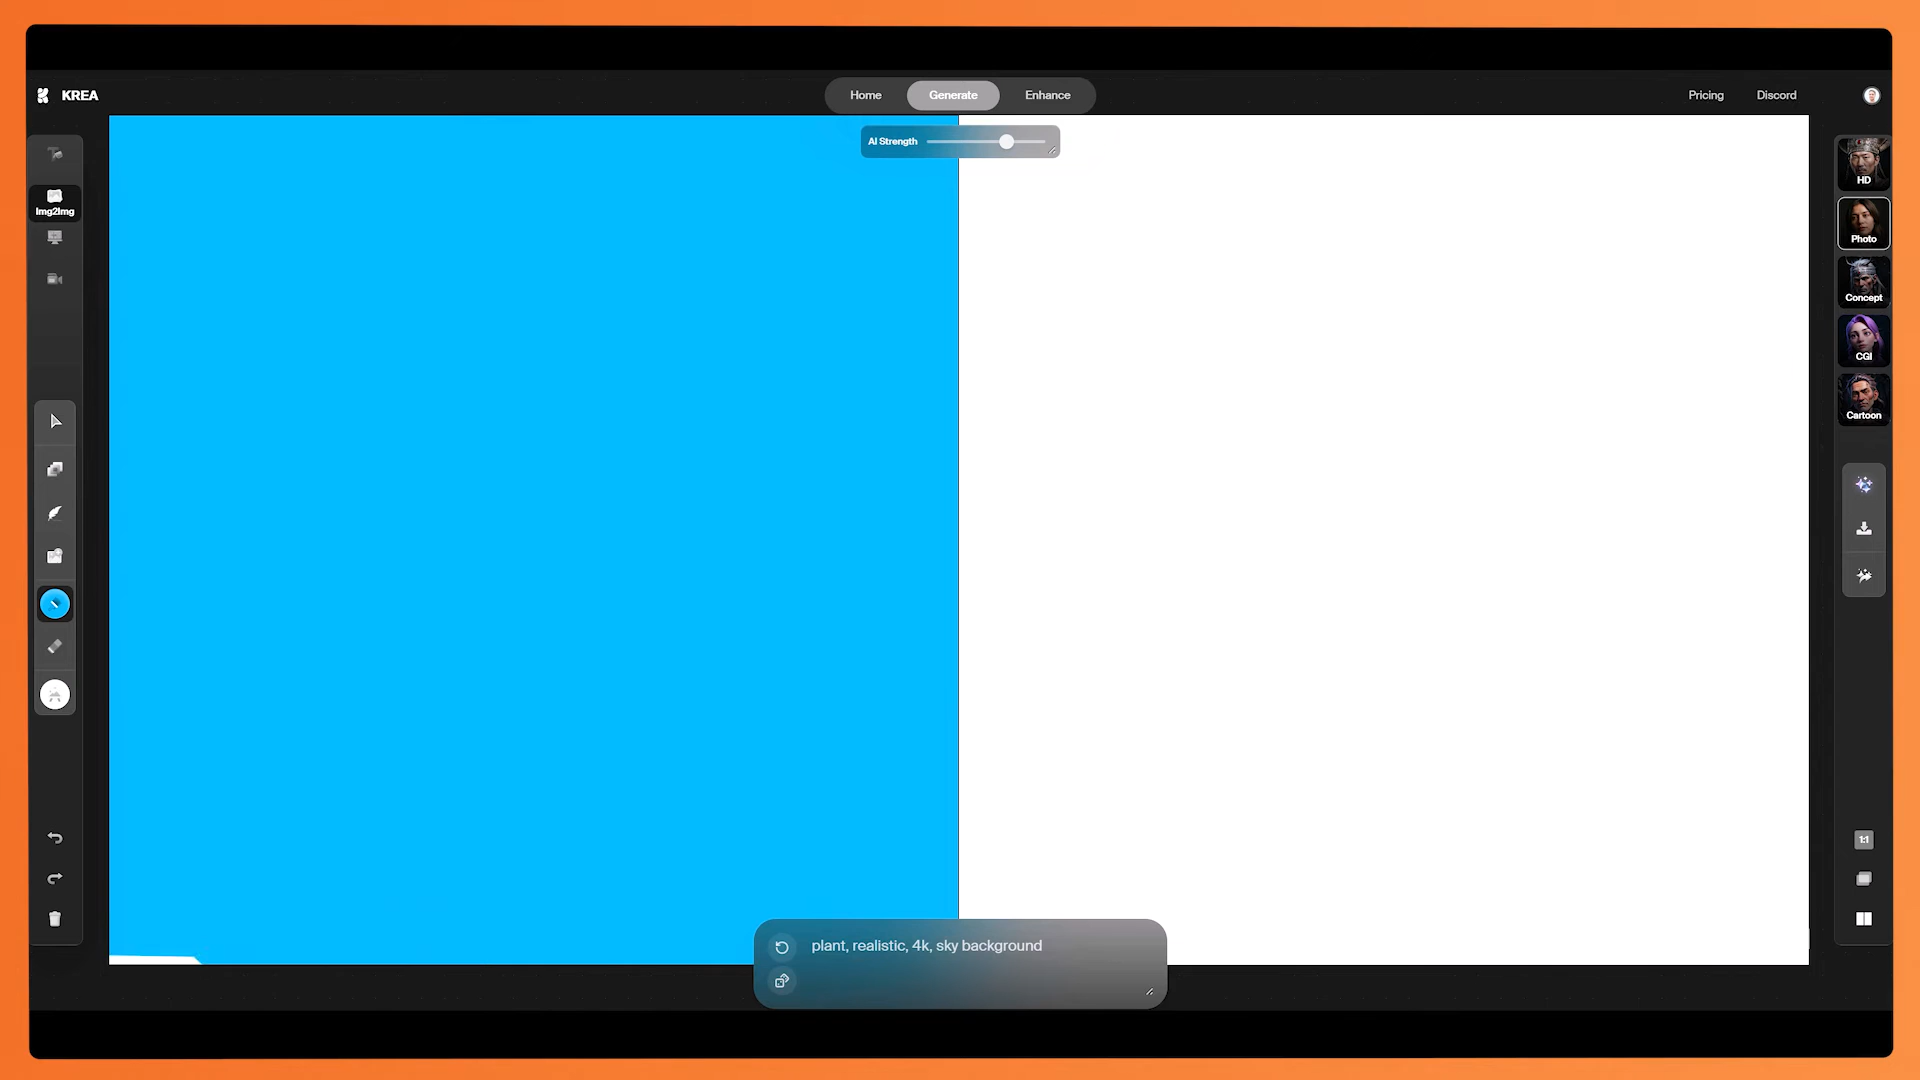 KREA
Home
Generate
Enhance
Pricing
Discord
AI Strength
Img2Img
HD
Photo
Concept
CGI
Cartoon
1:1
plant, realistic, 4k, sky background